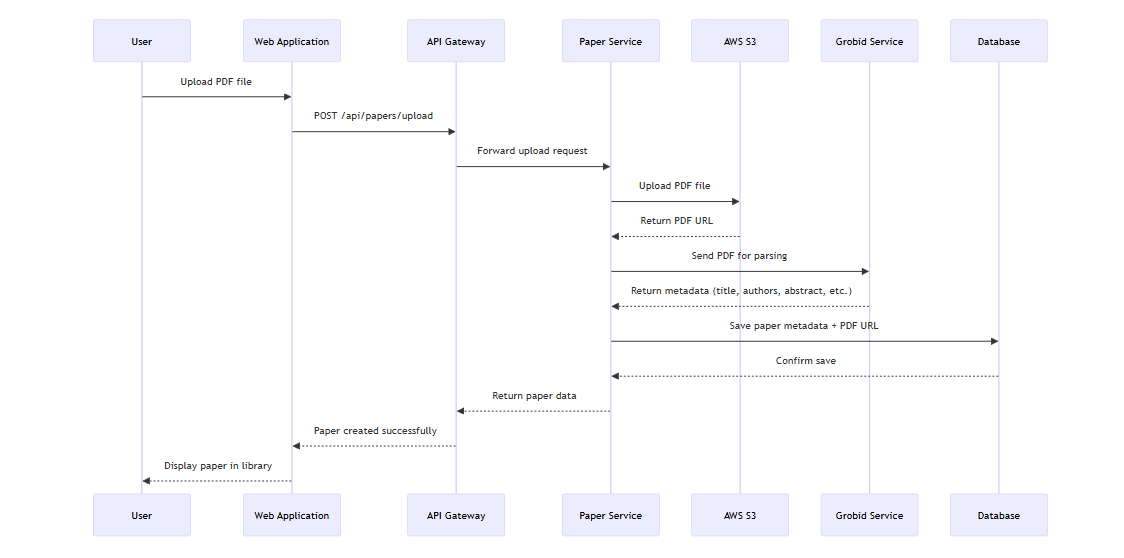 User
Web Application
API Gateway
Paper Service
AWS S3
Grobid Service
Database
Upload PDF file
POST /api/papers/upload
Forward upload request
Upload PDF file
Return PDF URL
Send PDF for parsing
Return metadata (title, authors, abstract, etc.)
Save paper metadata + PDF URL
Confirm save
Return paper data
Paper created successfully
Display paper in library
User
Web Application
API Gateway
Paper Service
AWS S3
Grobid Service
Database